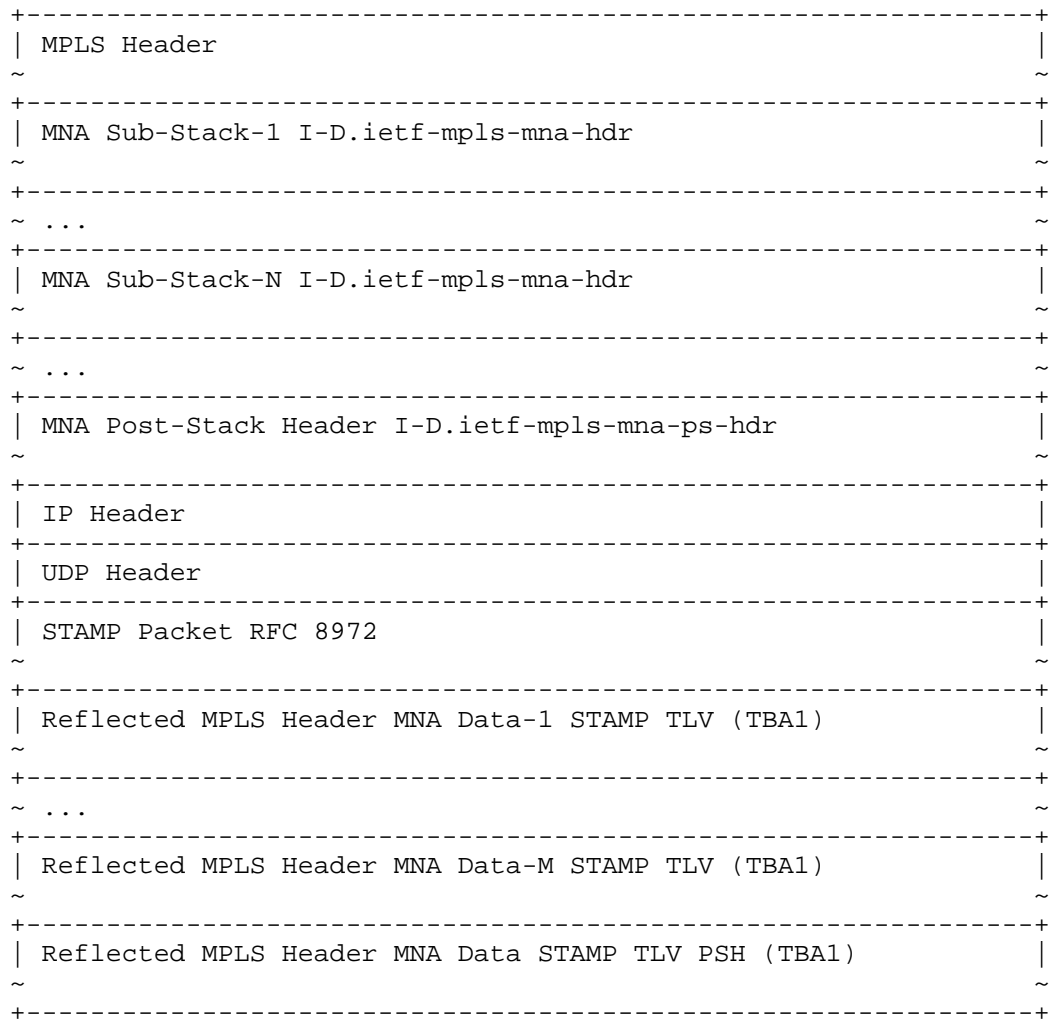 MPLS Header
MNA Sub-Stack-1 I-D.ietf-mpls-mna-hdr
...
MNA Sub-Stack-N I-D.ietf-mpls-mna-hdr
...
MNA Post-Stack Header I-D.ietf-mpls-mna-ps-hdr
IP Header
UDP Header
STAMP Packet RFC 8972
Reflected MPLS Header MNA Data-1 STAMP TLV (TBA1)
...
Reflected MPLS Header MNA Data-M STAMP TLV (TBA1)
Reflected MPLS Header MNA Data STAMP TLV PSH (TBA1)